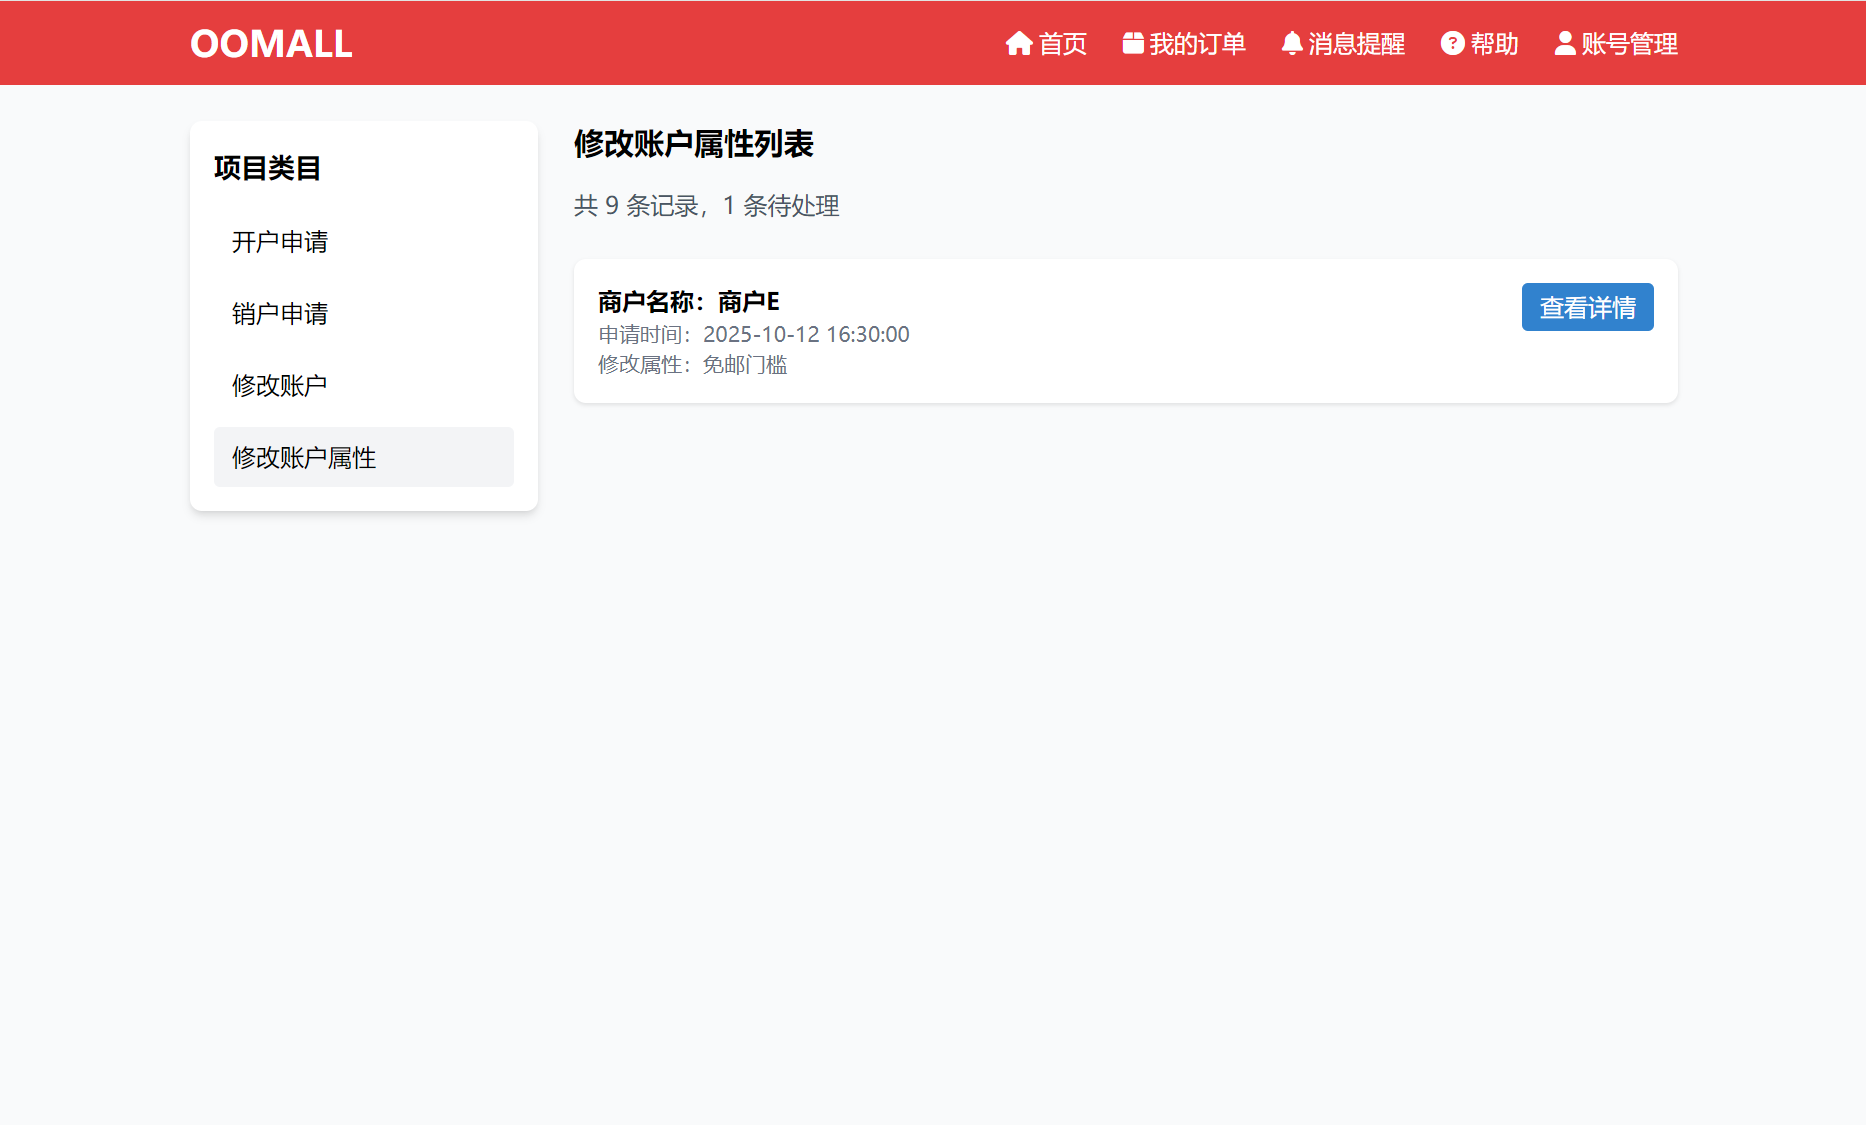 OOMALL
首页
我的订单
消息提醒
帮助
账号管理
项目类目
开户申请
销户申请
修改账户
修改账户属性
修改账户属性列表
共 9 条记录，1 条待处理
商户名称：商户E
申请时间：2025-10-12 16:30:00
修改属性：免邮门槛
查看详情